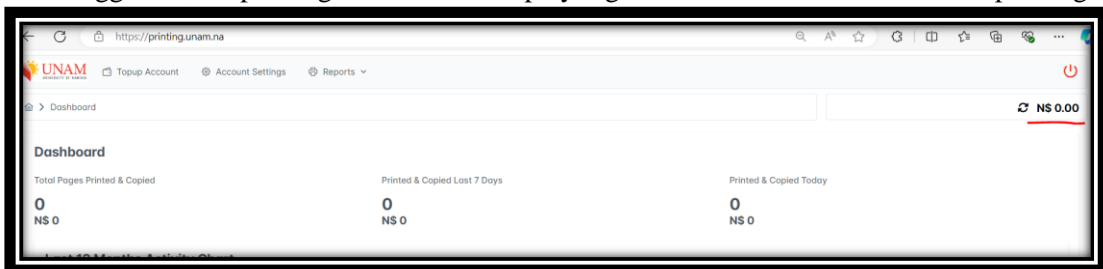 https://printing.unam.na
UNAM Topup Account Account Settings Reports
Dashboard N$ 0.00
Dashboard
Total Pages Printed & Copied Printed & Copied Last 7 Days Printed & Copied Today
0 0 0
N$ 0 N$ 0 N$ 0